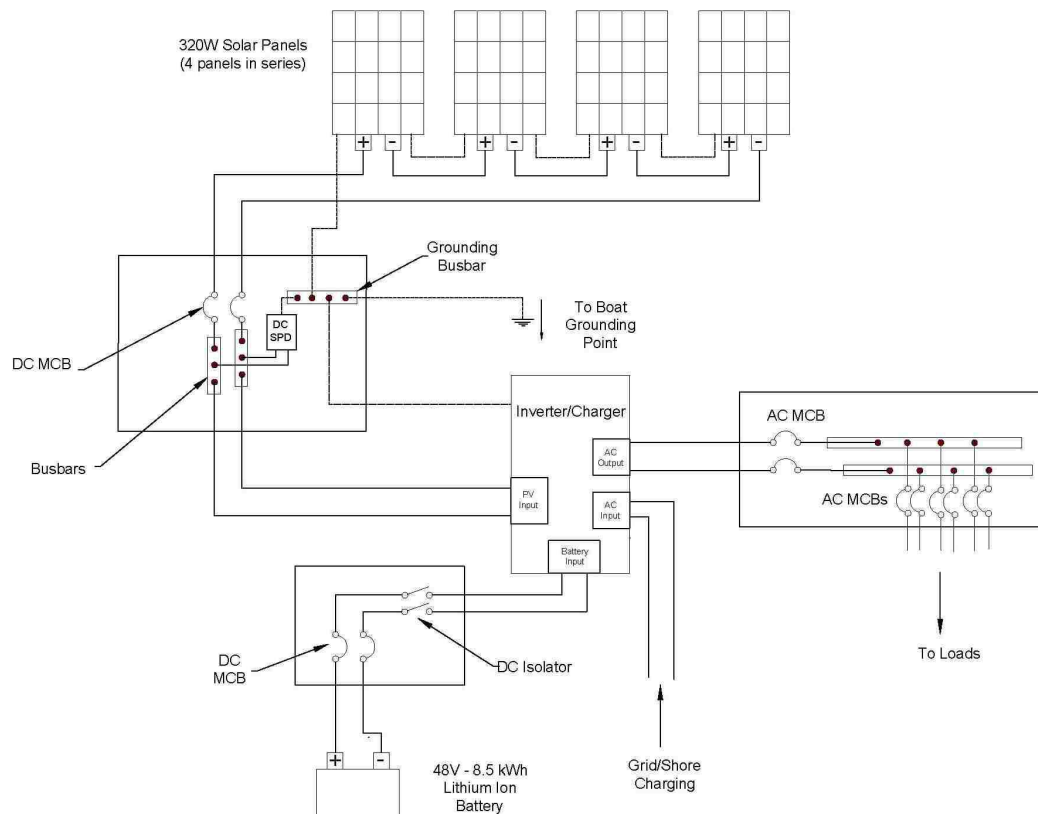 320W Solar Panels
(4 panels in series)
+
-
+
-
+
-
+
-
Grounding
Busbar
DC
SPD
To Boat
Grounding
Point
DC MCB
Busbars
Inverter/Charger
AC
Output
PV
Input
AC
Input
Battery
Input
AC MCB
AC MCBs
To Loads
DC
MCB
DC Isolator
Grid/Shore
Charging
+
-
48V - 8.5 kWh
Lithium Ion
Battery